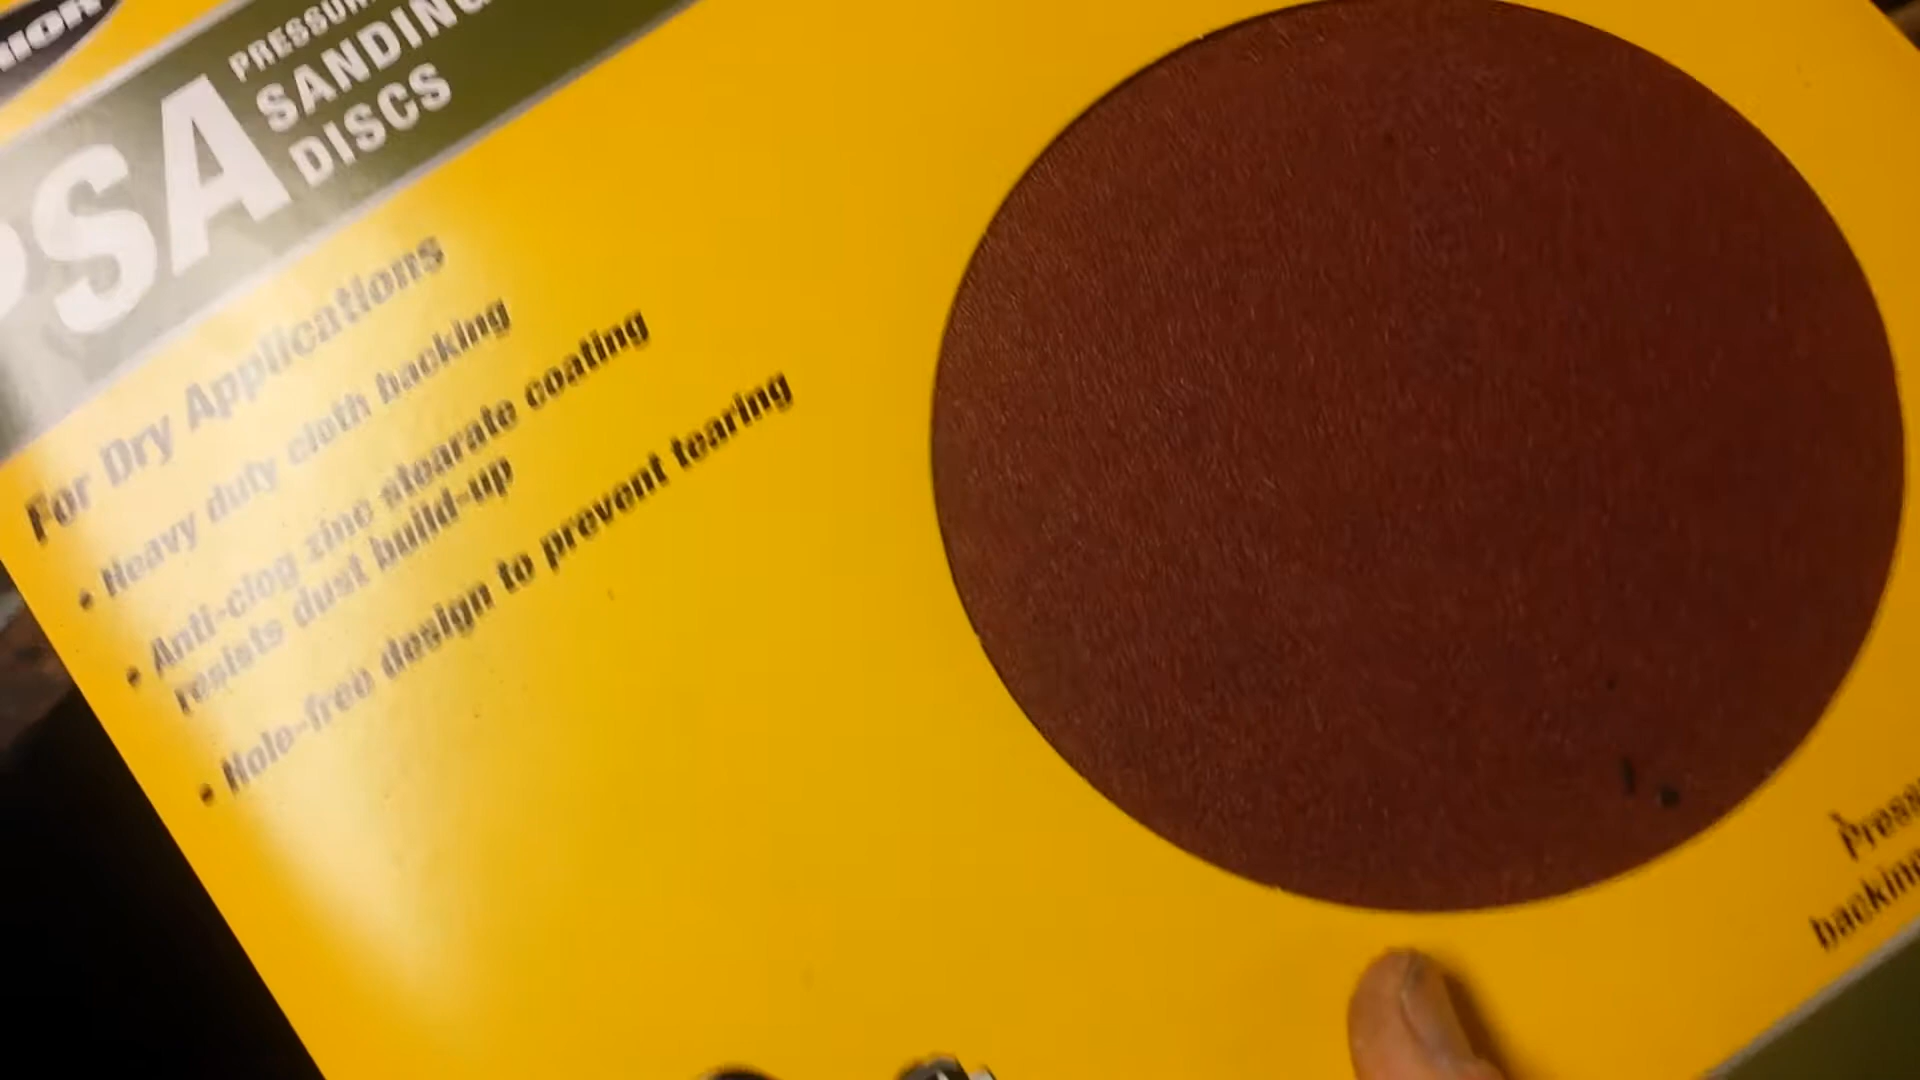 PSA
SANDING
DISCS
For Dry Applications
• Heavy duty cloth backing
• Anti-clog zinc stearate coating
resists dust build-up
• Hole-free design to prevent tearing
backing